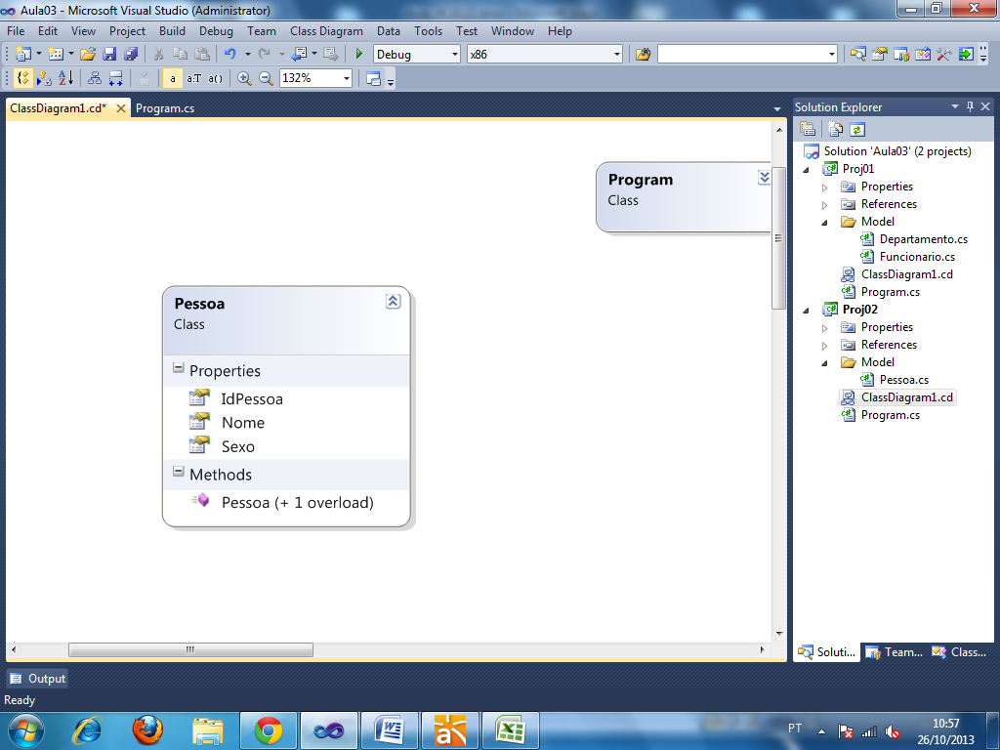 Aula03 - Microsoft Visual Studio (Administrator)
File Edit View Project Build Debug Team Class Diagram Data Tools Test Window Help
Debug x86
a a:T a() 132%
ClassDiagram1.cd* Program.cs
Program
Class
Pessoa
Class
Properties
IdPessoa
Nome
Sexo
Methods
Pessoa (+ 1 overload)
Solution Explorer
Solution 'Aula03' (2 projects)
Proj01
Properties
References
Model
Departamento.cs
Funcionario.cs
ClassDiagram1.cd
Program.cs
Proj02
Properties
References
Model
Pessoa.cs
ClassDiagram1.cd
Program.cs
Soluti... Team... Class...
Output
Ready
PT
10:57
26/10/2013